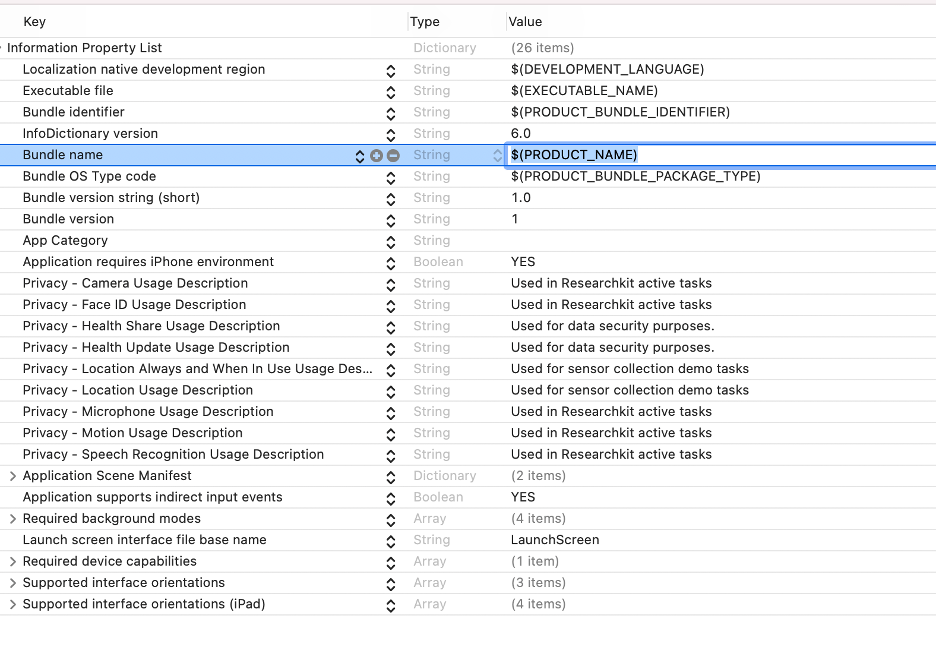 Key Type Value
Information Property List Dictionary (26 items)
Localization native development region String $(DEVELOPMENT_LANGUAGE)
Executable file String $(EXECUTABLE_NAME)
Bundle identifier String $(PRODUCT_BUNDLE_IDENTIFIER)
InfoDictionary version String 6.0
Bundle name String $(PRODUCT_NAME)
Bundle OS Type code String $(PRODUCT_BUNDLE_PACKAGE_TYPE)
Bundle version string (short) String 1.0
Bundle version String 1
App Category String
Application requires iPhone environment Boolean YES
Privacy - Camera Usage Description String Used in Researchkit active tasks
Privacy - Face ID Usage Description String Used in Researchkit active tasks
Privacy - Health Share Usage Description String Used for data security purposes.
Privacy - Health Update Usage Description String Used for data security purposes.
Privacy - Location Always and When In Use Usage Des... String Used for sensor collection demo tasks
Privacy - Location Usage Description String Used for sensor collection demo tasks
Privacy - Microphone Usage Description String Used in Researchkit active tasks
Privacy - Motion Usage Description String Used in Researchkit active tasks
Privacy - Speech Recognition Usage Description String Used in Researchkit active tasks
Application Scene Manifest Dictionary (2 items)
Application supports indirect input events Boolean YES
Required background modes Array (4 items)
Launch screen interface file base name String LaunchScreen
Required device capabilities Array (1 item)
Supported interface orientations Array (3 items)
Supported interface orientations (iPad) Array (4 items)